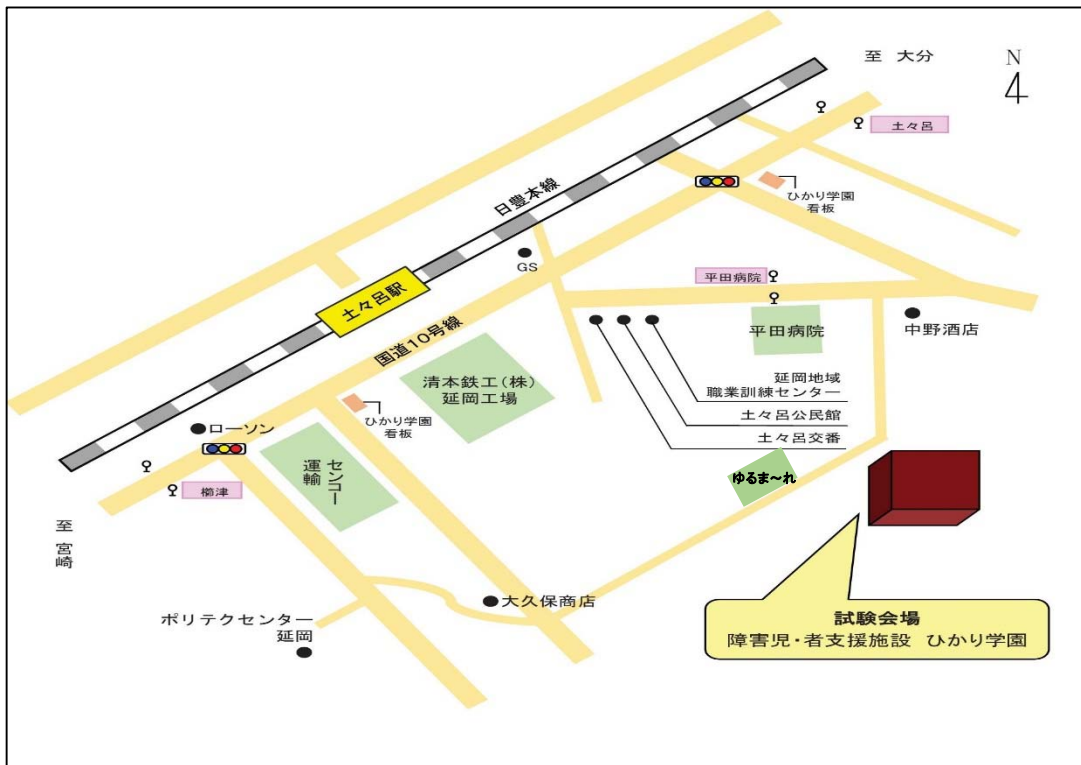 至 大分
N
土々呂
日豊本線
ひかり学園
看板
GS
平田病院
土々呂駅
国道10号線
平田病院
中野酒店
清本鉄工(株)
延岡工場
延岡地域
職業訓練センター
ひかり学園
看板
土々呂公民館
ローソン
土々呂交番
センコー
運輸
ゆるま～れ
櫛津
至 宮崎
大久保商店
ポリテクセンター
延岡
試験会場
障害児・者支援施設 ひかり学園